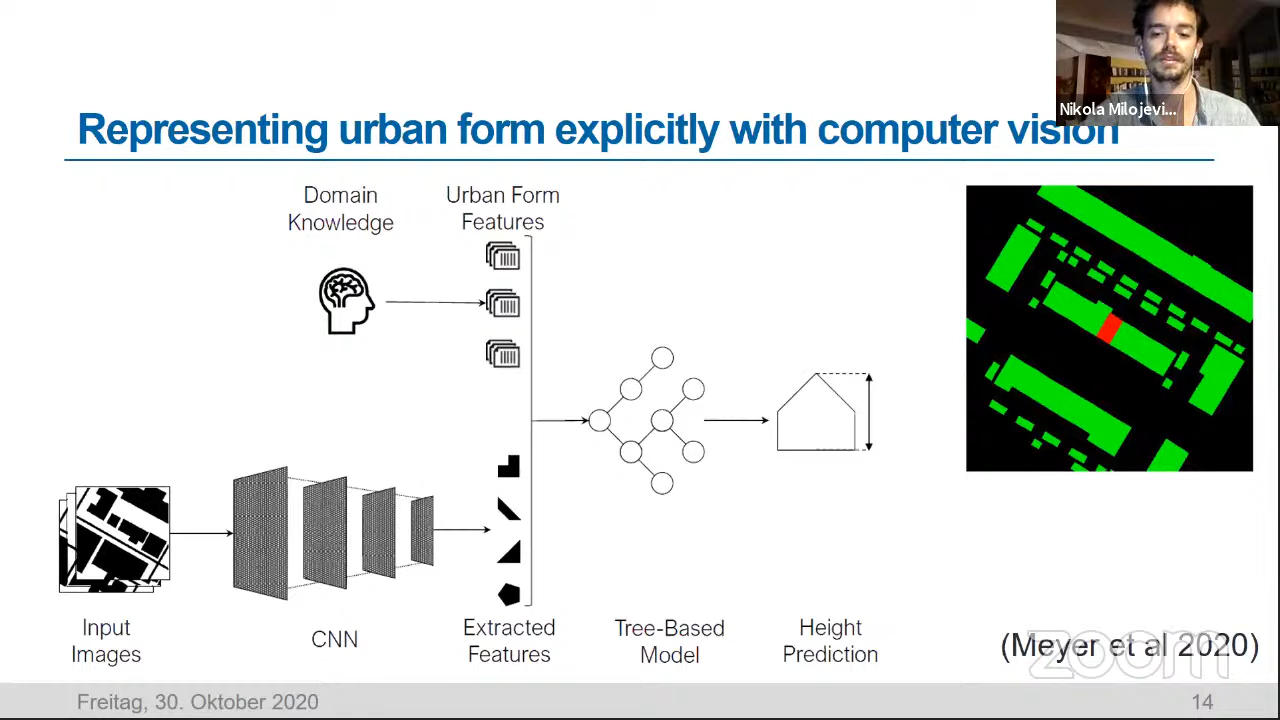 Nikola Milojevi...
Representing urban form explicitly with computer vision
Domain
Knowledge
Urban Form
Features
Input
Images
CNN
Extracted
Features
Tree-Based
Model
Height
Prediction
(Meyer et al 2020)
zoom
Freitag, 30. Oktober 2020
14